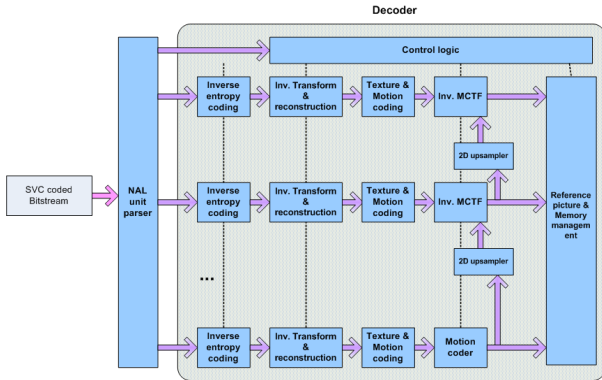 Decoder
Control logic
Inverse
entropy
coding
Inv. Transform
&
reconstruction
Texture &
Motion
coding
Inv. MCTF
2D upsampler
SVC coded
Bitstream
NAL
unit
parser
Inverse
entropy
coding
Inv. Transform
&
reconstruction
Texture &
Motion
coding
Inv. MCTF
Reference
picture &
Memory
managem
ent
2D upsampler
...
Inverse
entropy
coding
Inv. Transform
&
reconstruction
Texture &
Motion
coding
Motion
coder